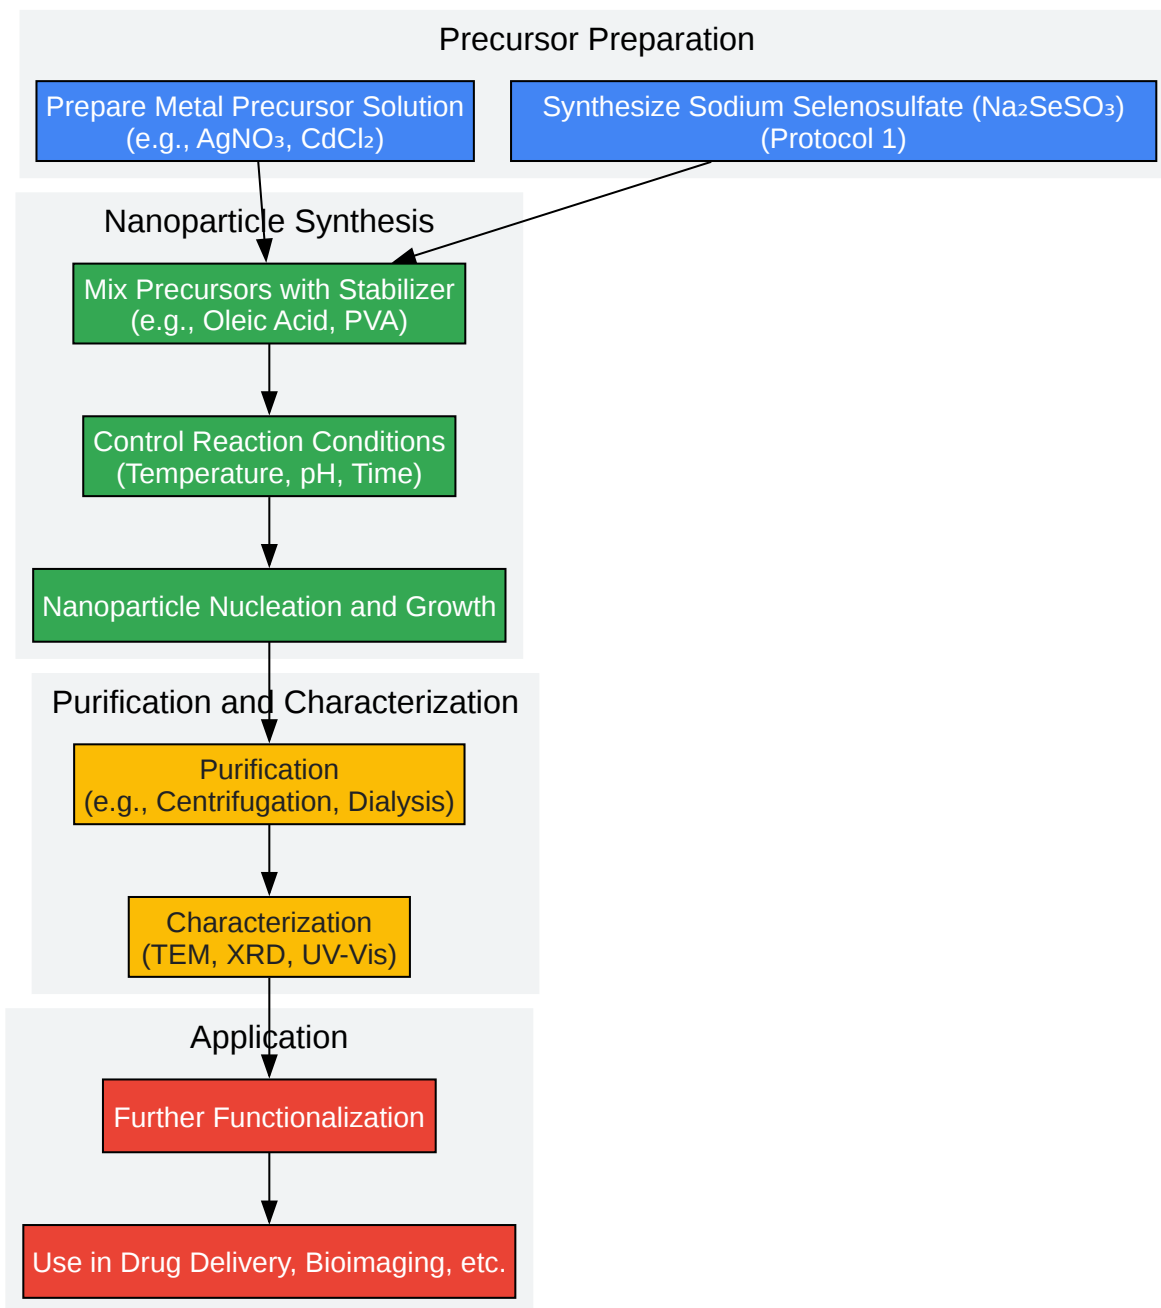 Precursor Preparation
Prepare Metal Precursor Solution
(e.g., AgNO₃, CdCl₂)
Synthesize Sodium Selenosulfate (Na₂SeSO₃)
(Protocol 1)
Nanoparticle Synthesis
Mix Precursors with Stabilizer
(e.g., Oleic Acid, PVA)
Control Reaction Conditions
(Temperature, pH, Time)
Nanoparticle Nucleation and Growth
Purification and Characterization
Purification
(e.g., Centrifugation, Dialysis)
Characterization
(TEM, XRD, UV-Vis)
Application
Further Functionalization
Use in Drug Delivery, Bioimaging, etc.